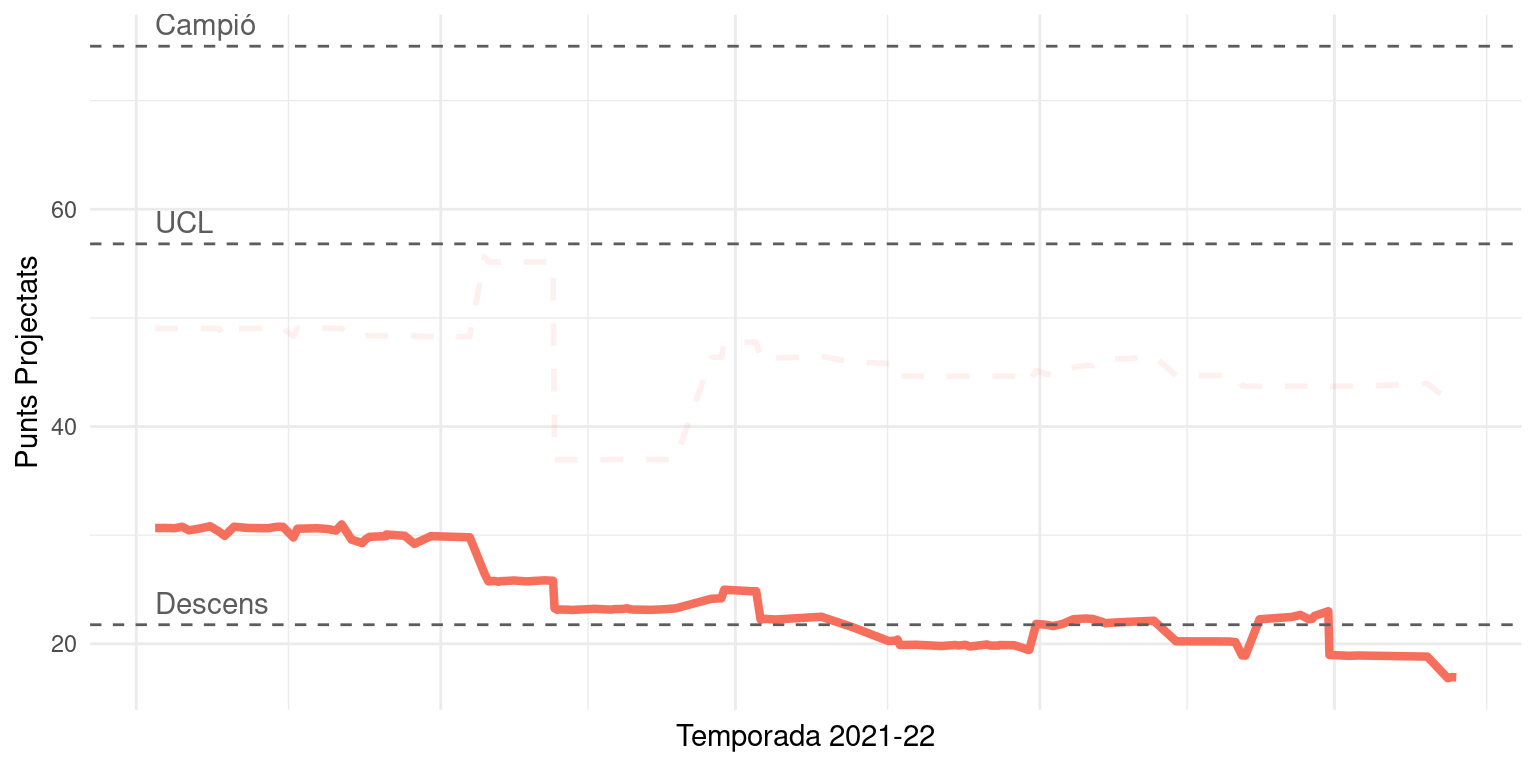 Campió
60
UCL
Punts Projectats
40
Descens
20
Temporada 2021-22